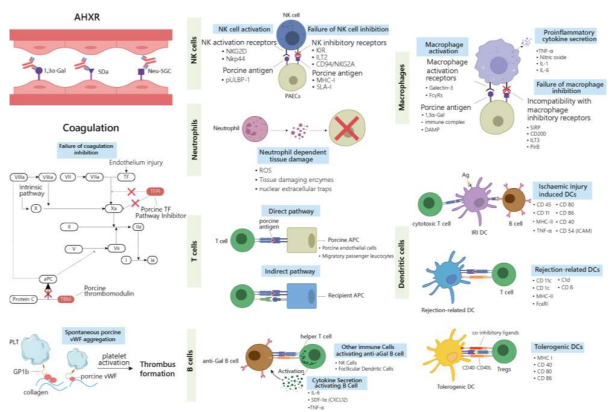 AHXR
1,3α-Gal
SDa
Neu-5GC
Coagulation
Failure of coagulation
inhibition
Endothelium injury
VIIIa
VIIIa
VII
VIIa
TF
Intrinsic
pathway
TFPI
X
Xa
Porcine TF
Pathway Inhibitor
II
IIa
V
Va
I
Ia
aPC
Protein C
TBM
Porcine
thrombomodulin
Spontaneous porcine
vWF aggregation
PLT
GP1b
platelet
activation
Thrombus
formation
porcine vWF
collagen
NK cells
NK cell
NK cell activation
Failure of NK cell inhibition
NK activation receptors
• NKG2D
• Nkp44
Porcine antigen
• pULBP-1
NK inhibitory receptors
• KIR
• ILT2
• CD94/NKG2A
Porcine antigen
• MHC-I
• SLA-I
PAECs
Neutrophils
Neutrophil
Neutrophil dependent
tissue damage
• ROS
• Tissue damaging enzymes
• nuclear extracellular traps
T cells
Direct pathway
porcine
antigen
T cell
Porcine APC
• Porcine endothelial cells
• Migratory passenger leucocytes
Indirect pathway
Recipient APC
B cells
helper T cell
anti-Gal B cell
Activation
Other immune Cells
activating anti-αGal B cell
• NK Cells
• Focllicular Dendritic Cells
Cytokine Secretion
activating B Cell
• IL-6
• SDF-1α (CXCL12)
•TNF-α
Macrophages
Macrophage
activation
Macrophage
activation
receptors
• Galectin-3
• FcγRs
Porcine antigen
• 1,3α-Gal
• immune complex
• DAMP
Proinflammatory
cytokine secretion
•TNF-α
• Nitric oxide
• IL-1
• IL-6
Failure of macrophage
inhibition
Incompatibility with
macrophage
inhibitory receptors
• SIRP
• CD200
• ILT3
• PirB
Dendritic cells
Ag
cytotoxic T cell
IRI DC
B cell
Ischaemic injury
induced DCs
• CD 45
• CD 80
• CD 11
• CD 86
• MHC-II
• CD 40
• TNF-α
• CD 54 (ICAM)
T cell
Rejection-related DC
Rejection-related DCs
• CD 11c
• CD 1c
• CD 8
• MHC-II
co-inhibitory ligands
CD40-CD40L
Tregs
Tolerogenic DC
Tolerogenic DCs
• MHC I
• CD 40
• CD 80
• CD 86